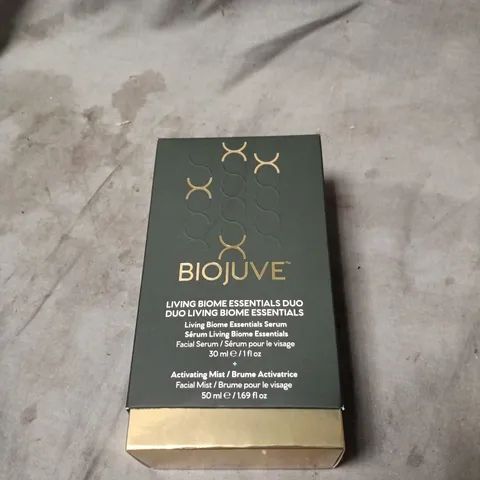 BIOJUVE™
LIVING BIOME ESSENTIALS DUO
DUO LIVING BIOME ESSENTIALS
Living Biome Essentials Serum
Sérum Living Biome Essentials
Facial Serum / Sérum pour le visage
30 ml ℮ / 1 fl oz
+
Activating Mist / Brume Activatrice
Facial Mist / Brume pour le visage
50 ml ℮ / 1.69 fl oz